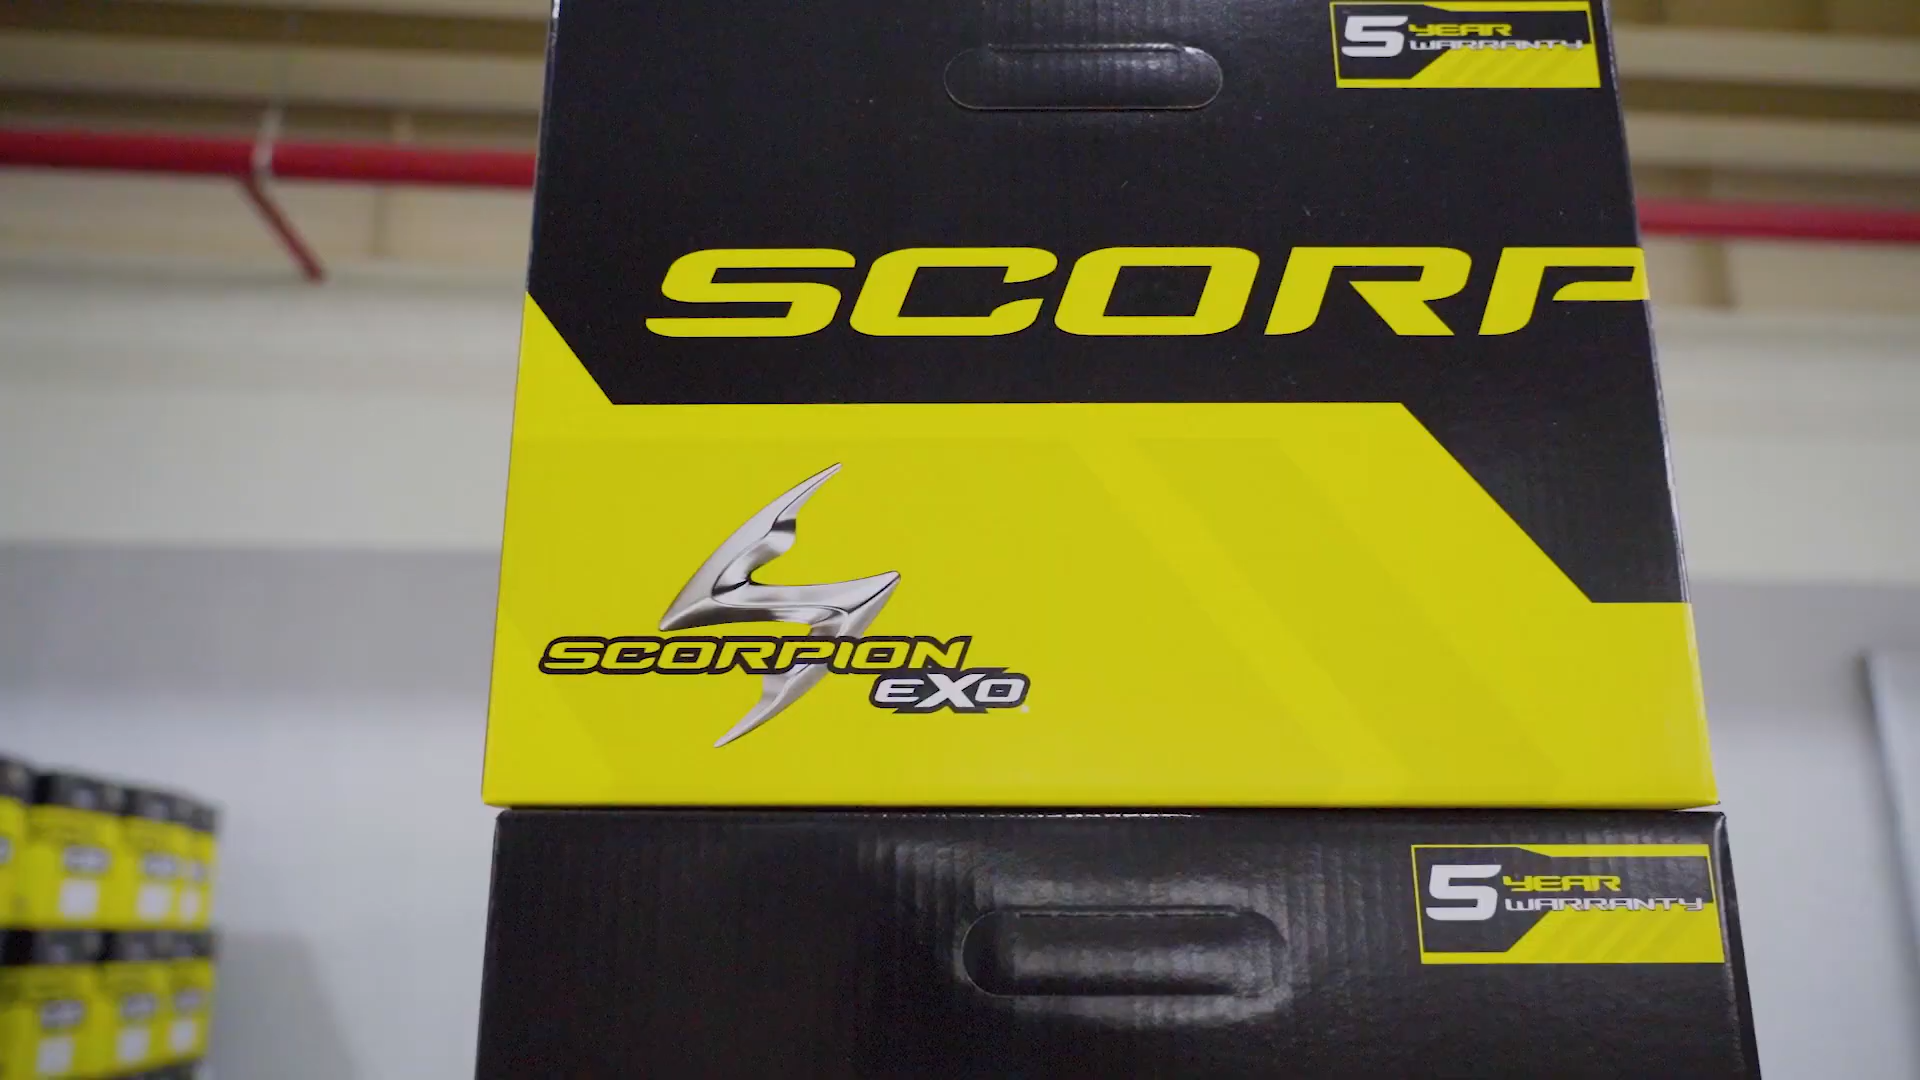 5 YEAR
WARRANTY
SCORP
SCORPION
EXO
5 YEAR
WARRANTY